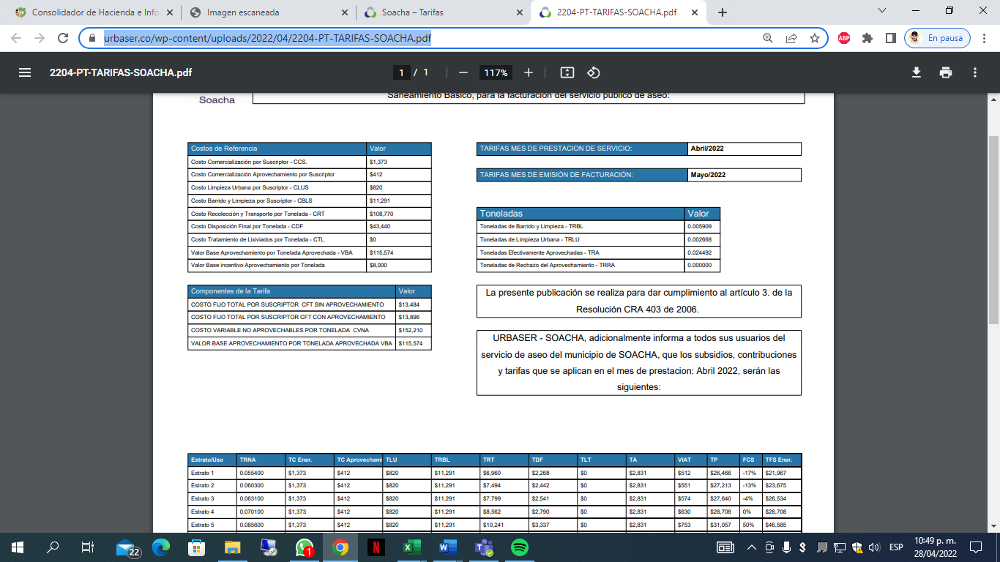 Consolidador de Hacienda e Info
Imagen escaneada
Soacha – Tarifas
2204-PT-TARIFAS-SOACHA.pdf
urbaser.co/wp-content/uploads/2022/04/2204-PT-TARIFAS-SOACHA.pdf
ABP
En pausa
2204-PT-TARIFAS-SOACHA.pdf
1 / 1
117%
Soacha
Saneamiento Básico, para la facturación del servicio público de aseo:
Costos de Referencia Valor
Costo Comercialización por Suscriptor - CCS. $1,373
Costo Comercialización Aprovechamiento por Suscriptor $412
Costo Limpieza Urbana por Suscriptor - CLUS $820
Costo Barrido y Limpieza por Suscriptor - CBLS $11,291
Costo Recolección y Transporte por Tonelada - CRT $108,770
Costo Disposición Final por Tonelada - CDF $43,440
Costo Tratamiento de Lixiviados por Tonelada - CTL $0
Valor Base Aprovechamiento por Tonelada Aprovechada - VBA $115,574
Valor Base incentivo Aprovechamiento por Tonelada $8,000
Componentes de la Tarifa Valor
COSTO FIJO TOTAL POR SUSCRIPTOR CFT SIN APROVECHAMIENTO $13,484
COSTO FIJO TOTAL POR SUSCRIPTOR CFT CON APROVECHAMIENTO $13,896
COSTO VARIABLE NO APROVECHABLES POR TONELADA CVNA $152,210
VALOR BASE APROVECHAMIENTO POR TONELADA APROVECHADA VBA $115,574
TARIFAS MES DE PRESTACION DE SERVICIO: Abril/2022
TARIFAS MES DE EMISIÓN DE FACTURACIÓN: Mayo/2022
Toneladas Valor
Toneladas de Barrido y Limpieza - TRBL 0.005909
Toneladas de Limpieza Urbana - TRLU 0.002668
Toneladas Efectivamente Aprovechadas - TRA 0.024492
Toneladas de Rechazo del Aprovechamiento - TRRA 0.000000
La presente publicación se realiza para dar cumplimiento al artículo 3. de la
Resolución CRA 403 de 2006.
URBASER - SOACHA, adicionalmente informa a todos sus usuarios del
servicio de aseo del municipio de SOACHA, que los subsidios, contribuciones
y tarifas que se aplican en el mes de prestacion: Abril 2022, serán las
siguientes:
Estrato/Uso TRNA TC Ener. TC Aprovechami TLU TRBL TRT TDF TLT TA VIAT TP FCS TFS Ener.
Estrato 1 0.055400 $1,373 $412 $820 $11,291 $6,960 $2,268 $0 $2,831 $512 $26,466 -17% $21,967
Estrato 2 0.060300 $1,373 $412 $820 $11,291 $7,494 $2,442 $0 $2,831 $551 $27,213 -13% $23,675
Estrato 3 0.063100 $1,373 $412 $820 $11,291 $7,799 $2,541 $0 $2,831 $574 $27,640 -4% $26,534
Estrato 4 0.070100 $1,373 $412 $820 $11,291 $8,562 $2,790 $0 $2,831 $630 $28,708 0% $28,708
Estrato 5 0.085600 $1,373 $412 $820 $11,291 $10,241 $3,337 $0 $2,831 $753 $31,057 50% $46,585
22
1
ESP
10:49 p. m.
28/04/2022